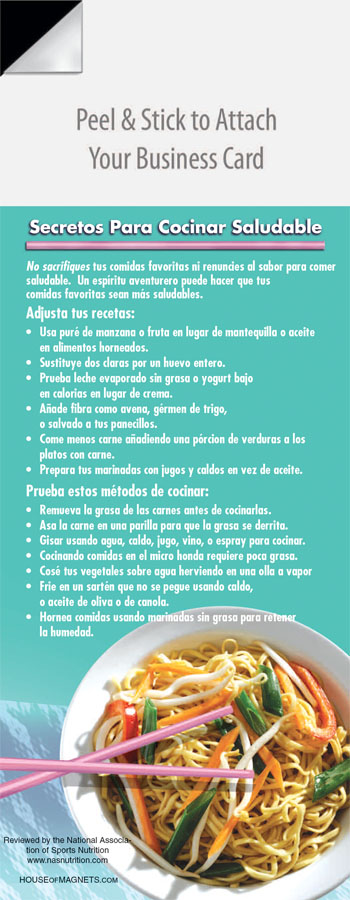 Peel & Stick to Attach
Your Business Card
Secretos Para Cocinar Saludable
No sacrifiques tus comidas favoritas ni renuncies al sabor para comer
saludable. Un espiritu aventurero puede hacer que tus
comidas favoritas sean más saludables.
Adjusta tus recetas:
• Usa puré de manzana o fruta en lugar de mantequilla o aceite
en alimentos horneados.
• Sustituye dos claras por un huevo entero.
• Prueba leche evaporado sin grasa o yogurt bajo
en calorias en lugar de crema.
• Añade fibra como avena, gérmen de trigo,
o salvado a tus panecillos.
• Come menos carne añadiendo una pórcion de verduras a los
platos con carne.
• Prepara tus marinadas con jugos y caldos en vez de aceite.
Prueba estos métodos de cocinar:
• Remueva la grasa de las carnes antes de cocinarlas.
• Asa la carne en una parilla para que la grasa se derrita.
• Gisar usando agua, caldo, jugo, vino, o espray para cocinar.
• Cocinando comidas en el micro honda requiere poca grasa.
• Cosé tus vegetales sobre agua herviendo en una olla a vapor
• Frie en un sartén que no se pegue usando caldo,
o aceite de oliva o de canola.
• Hornea comidas usando marinadas sin grasa para retener
la humedad.
Reviewed by the National Associa-
tion of Sports Nutrition
www.nasnutrition.com
HOUSEOFMAGNETS.COM